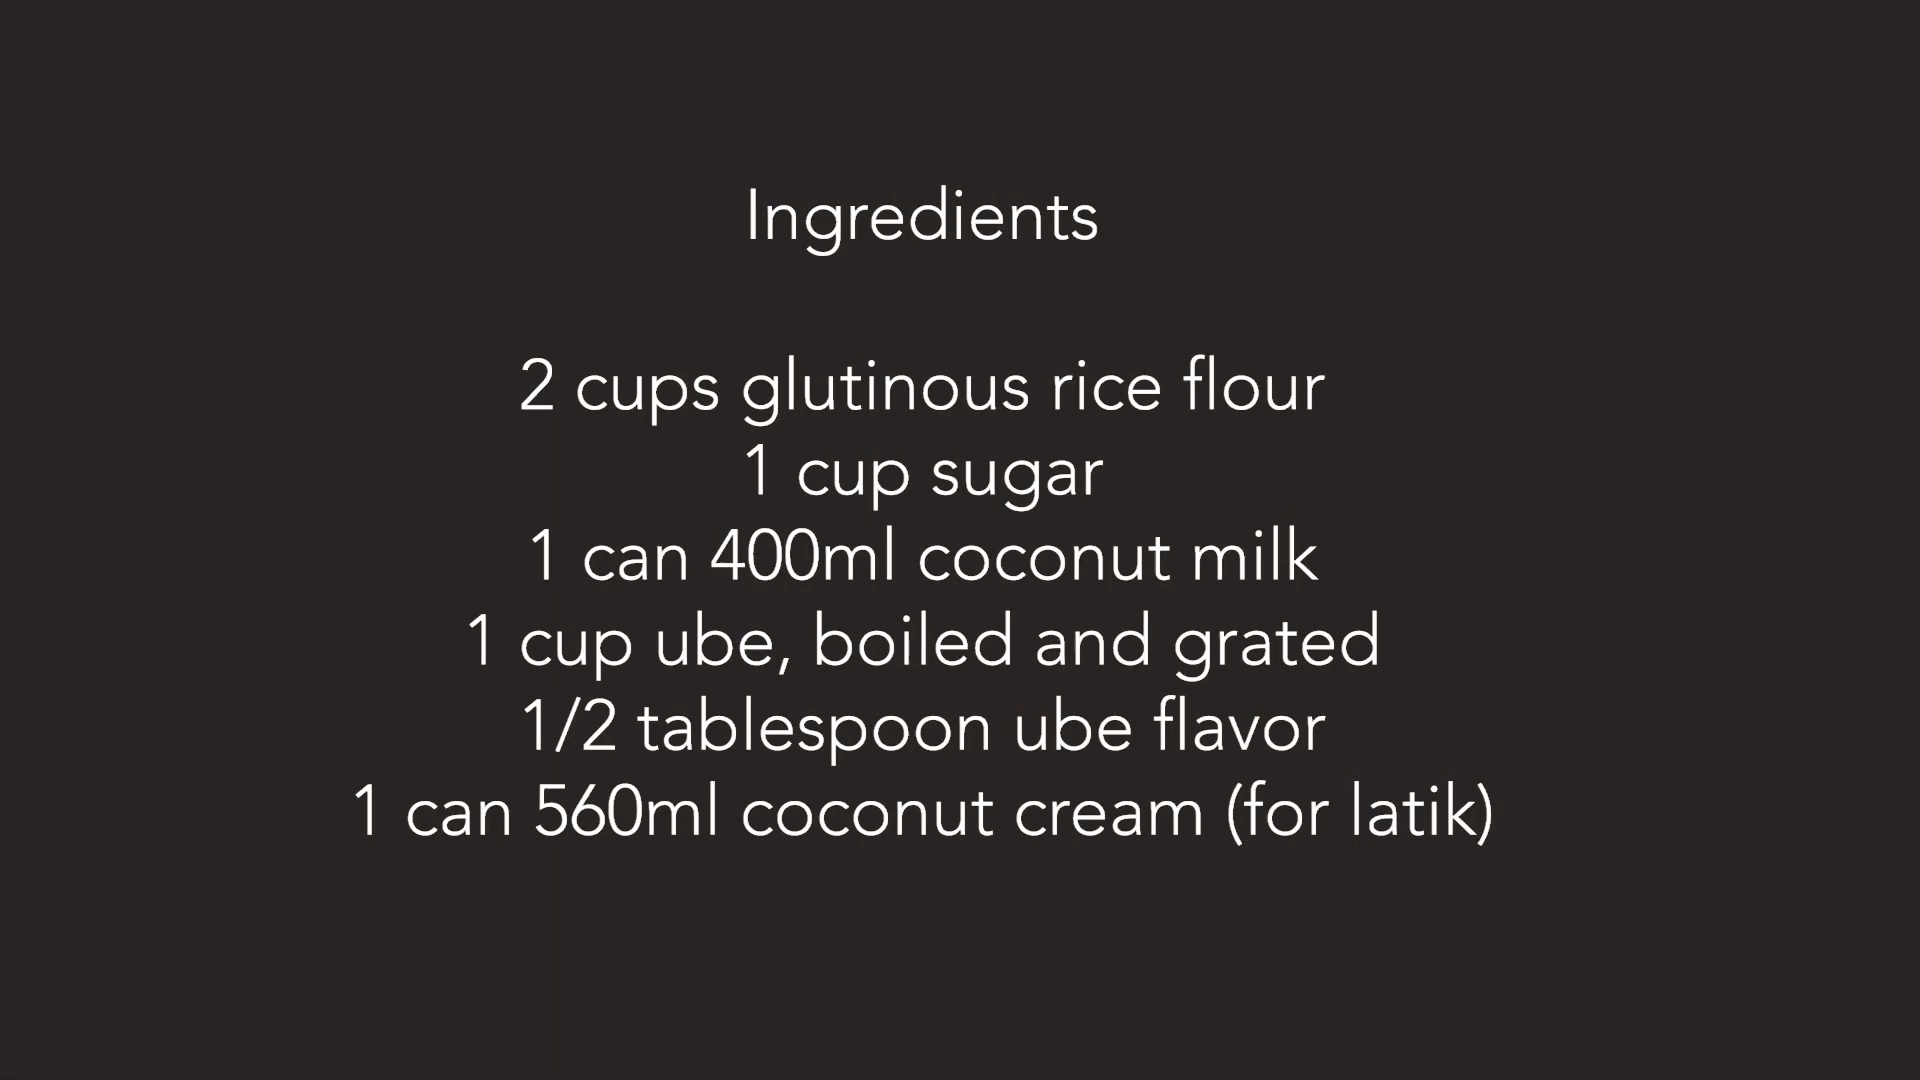 Ingredients
2 cups glutinous rice flour
1 cup sugar
1 can 400ml coconut milk
1 cup ube, boiled and grated
1/2 tablespoon ube flavor
1 can 560ml coconut cream (for latik)